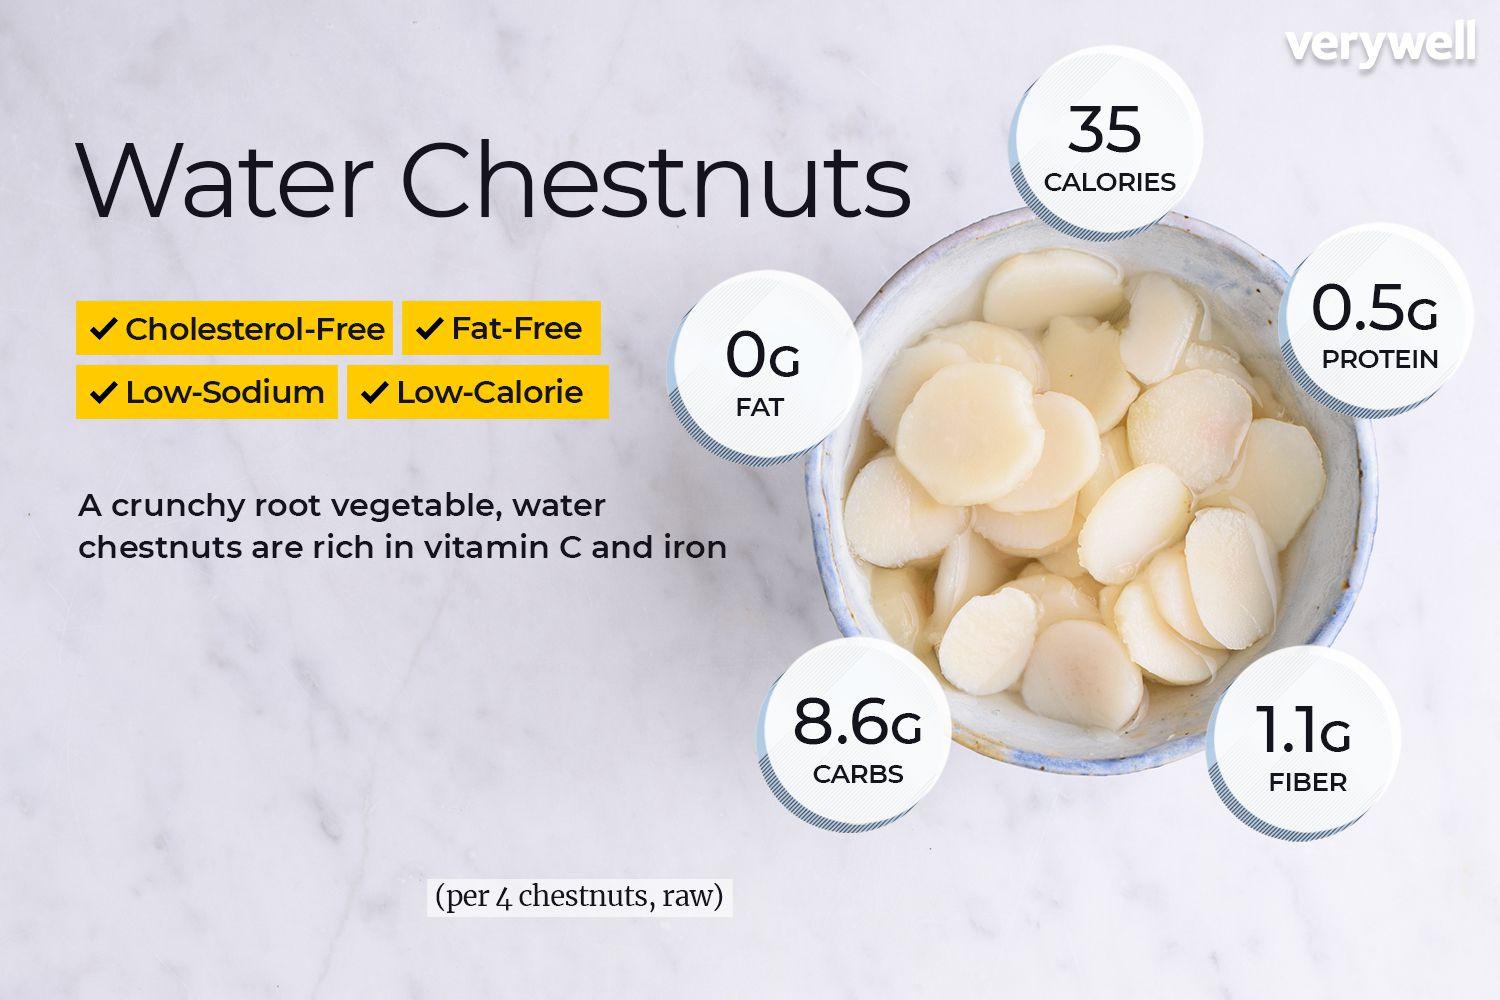 verywell
Water Chestnuts
Cholesterol-Free
Fat-Free
Low-Sodium
Low-Calorie
A crunchy root vegetable, water
chestnuts are rich in vitamin C and iron
35
CALORIES
0.5G
PROTEIN
0G
FAT
8.6G
CARBS
1.1G
FIBER
(per 4 chestnuts, raw)